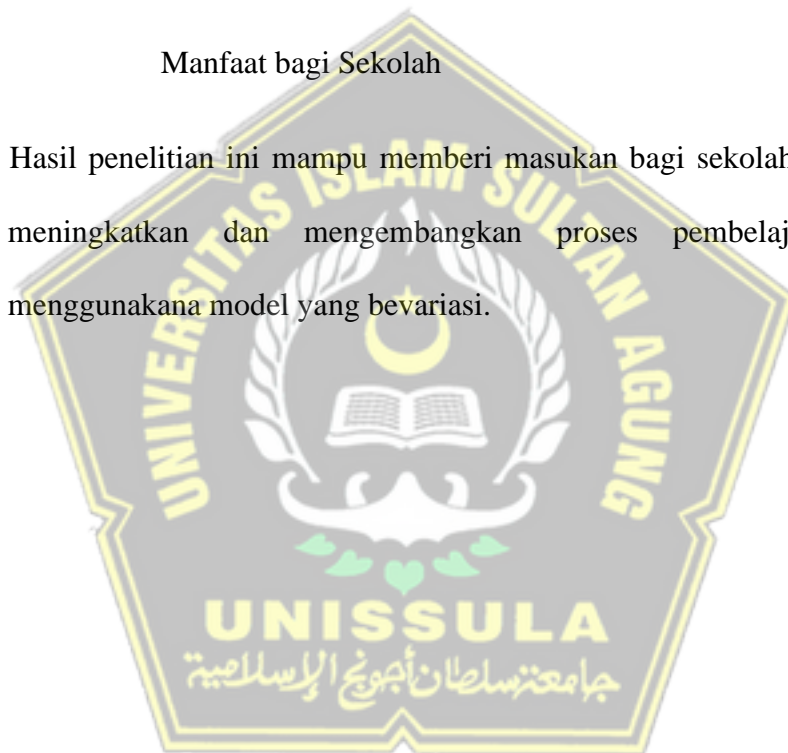 Manfaat bagi Sekolah
Hasil penelitian ini mampu memberi masukan bagi sekolah
meningkatkan dan mengembangkan proses
menggunakana model yang bevariasi.
UNIVERSITAS ISLAM SULTAN AGUNG
UNISSULA
جامعة سلطان أجونج الإسلامية